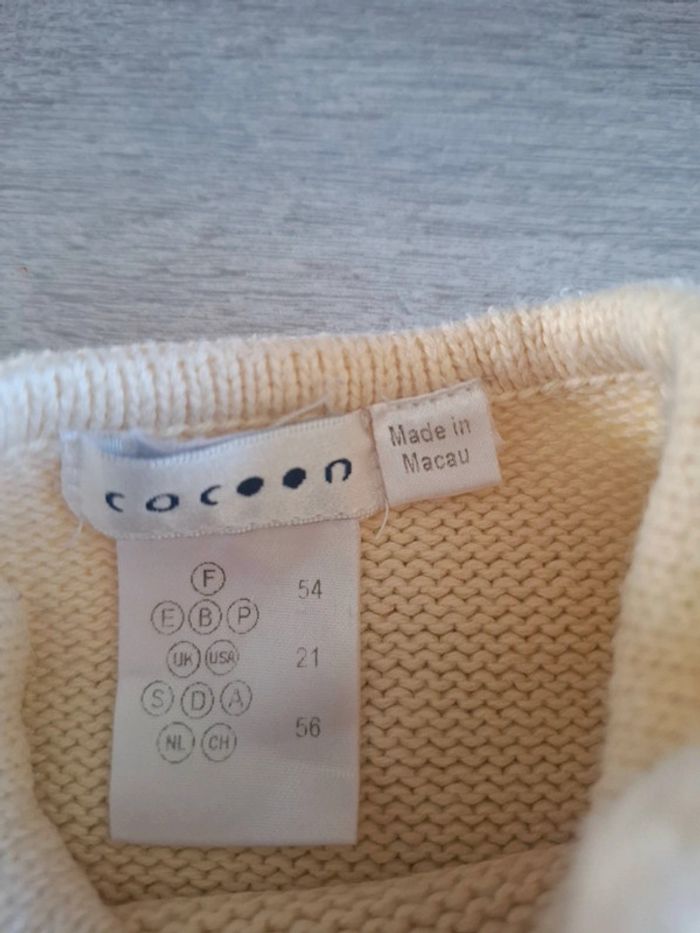 cocoon
Made in
Macau
F 54
E B P
UK USA 21
S D A
NL CH 56